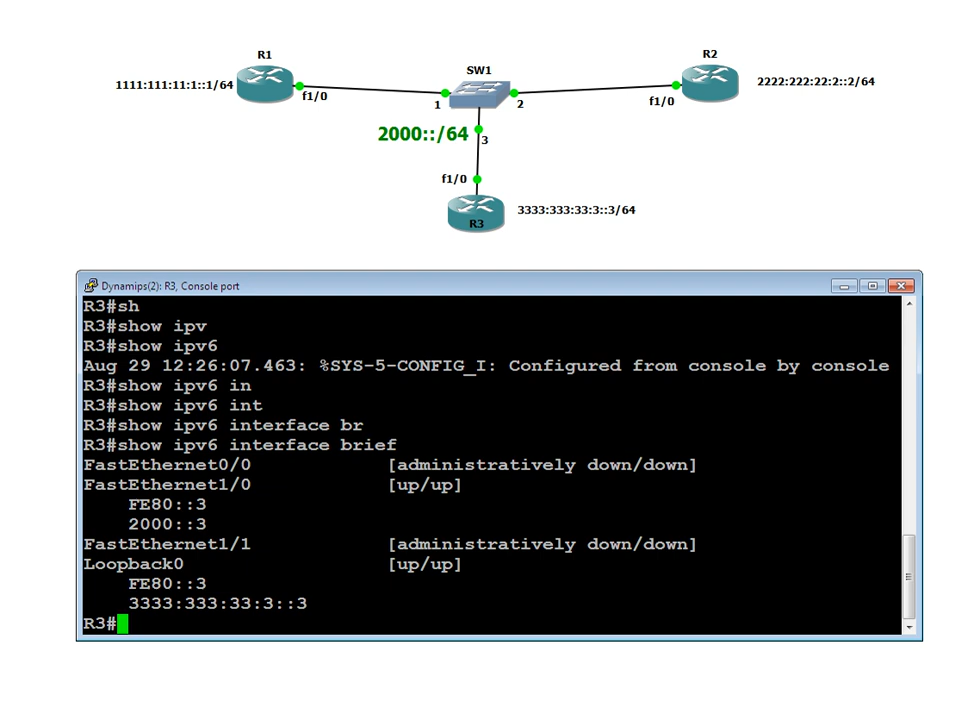 R1
R2
SW1
1111:111:11:1::1/64
2222:222:22:2::2/64
f1/0
1
2
f1/0
2000::/64
3
f1/0
3333:333:33:3::3/64
R3
Dynamips(2): R3, Console port
R3#sh
R3#show ipv
R3#show ipv6
Aug 29 12:26:07.463: %SYS-5-CONFIG_I: Configured from console by console
R3#show ipv6 in
R3#show ipv6 int
R3#show ipv6 interface br
R3#show ipv6 interface brief
FastEthernet0/0 [administratively down/down]
FastEthernet1/0 [up/up]
FE80::3
2000::3
FastEthernet1/1 [administratively down/down]
Loopback0 [up/up]
FE80::3
3333:333:33:3::3
R3#